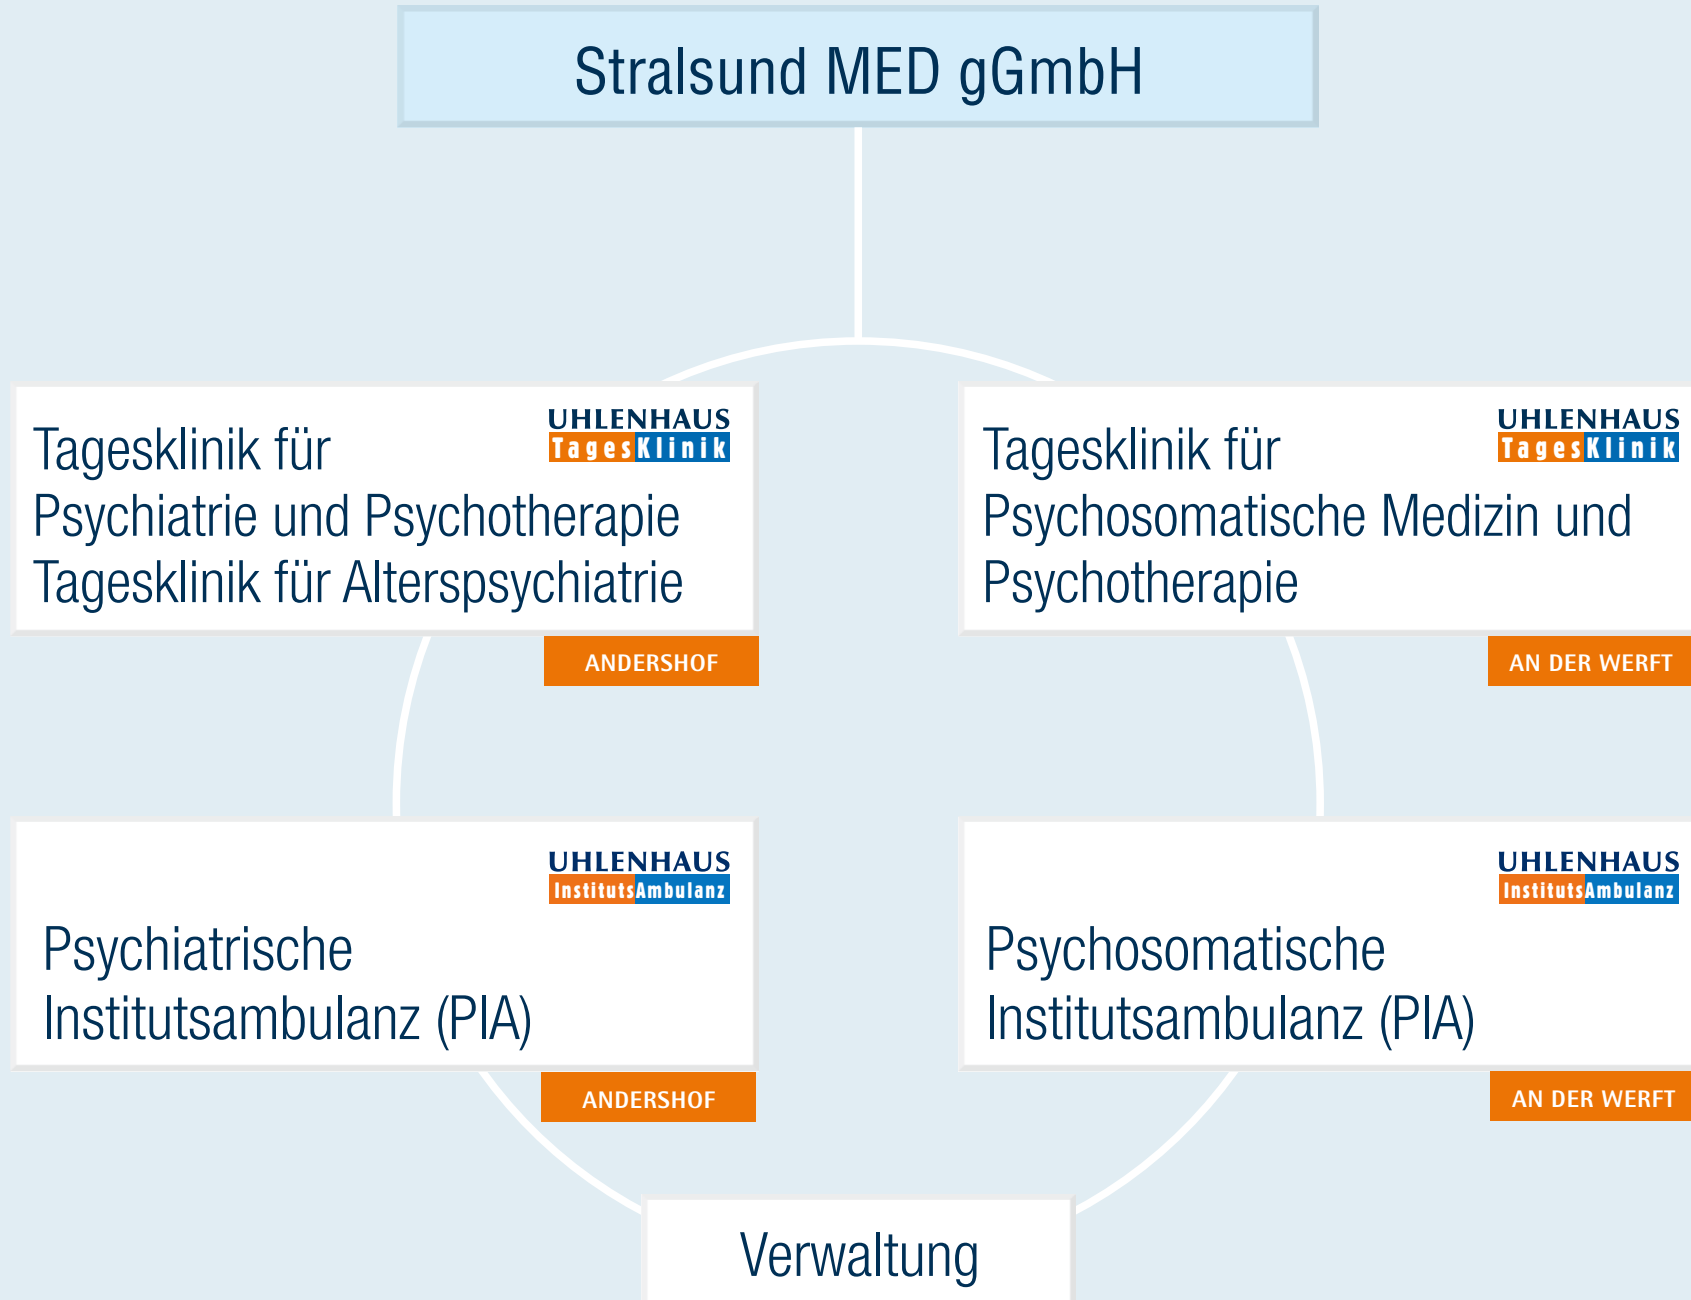 Stralsund MED gGmbH
UHLENHAUS
TagesKlinik
Tagesklinik für
Psychiatrie und Psychotherapie
Tagesklinik für Alterspsychiatrie
ANDERSHOF
UHLENHAUS
TagesKlinik
Tagesklinik für
Psychosomatische Medizin und
Psychotherapie
AN DER WERFT
UHLENHAUS
InstitutsAmbulanz
Psychiatrische
Institutsambulanz (PIA)
ANDERSHOF
UHLENHAUS
InstitutsAmbulanz
Psychosomatische
Institutsambulanz (PIA)
AN DER WERFT
Verwaltung